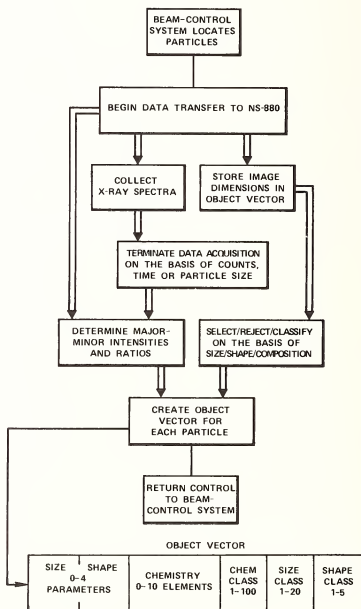 BEAM-CONTROL
SYSTEM LOCATES
PARTICLES
BEGIN DATA TRANSFER TO NS-880
COLLECT
X-RAY SPECTRA
STORE IMAGE
DIMENSIONS IN
OBJECT VECTOR
TERMINATE DATA ACQUISITION
ON THE BASIS OF COUNTS,
TIME OR PARTICLE SIZE
DETERMINE MAJOR-
MINOR INTENSITIES
AND RATIOS
SELECT/REJECT/CLASSIFY
ON THE BASIS OF
SIZE/SHAPE/COMPOSITION
CREATE OBJECT
VECTOR FOR
EACH PARTICLE
RETURN CONTROL
TO BEAM-
CONTROL SYSTEM
OBJECT VECTOR
SIZE SHAPE
0-4
PARAMETERS
CHEMISTRY
0-10 ELEMENTS
CHEM
CLASS
1-100
SIZE
CLASS
1-20
SHAPE
CLASS
1-5